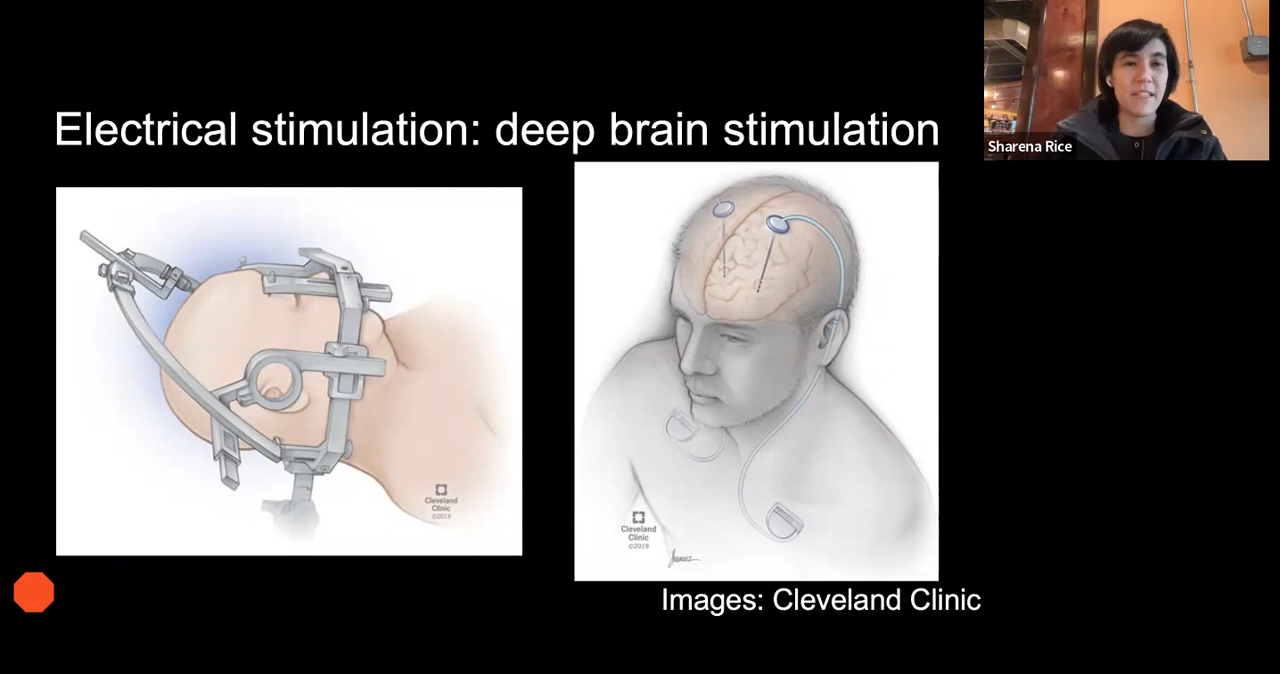 Electrical stimulation: deep brain stimulation
Sharena Rice
Cleveland
Clinic
©2019
Cleveland
Clinic
©2019
Images: Cleveland Clinic